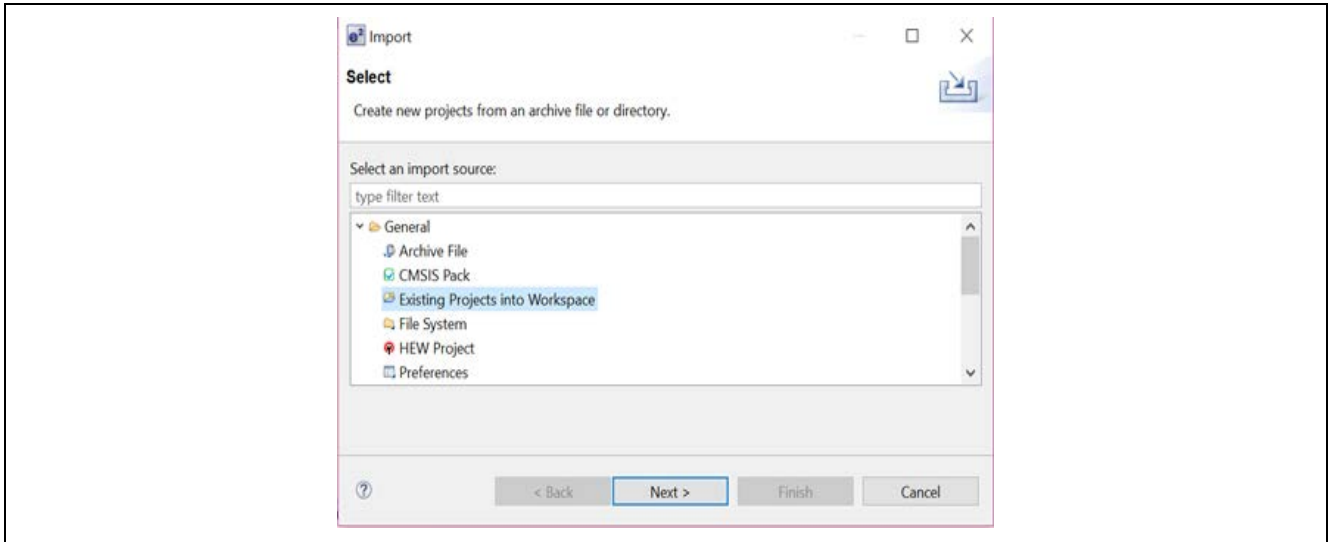 e² Import
Select
Create new projects from an archive file or directory.
Select an import source:
type filter text
General
Archive File
CMSIS Pack
Existing Projects into Workspace
File System
HEW Project
Preferences
? < Back Next > Finish Cancel